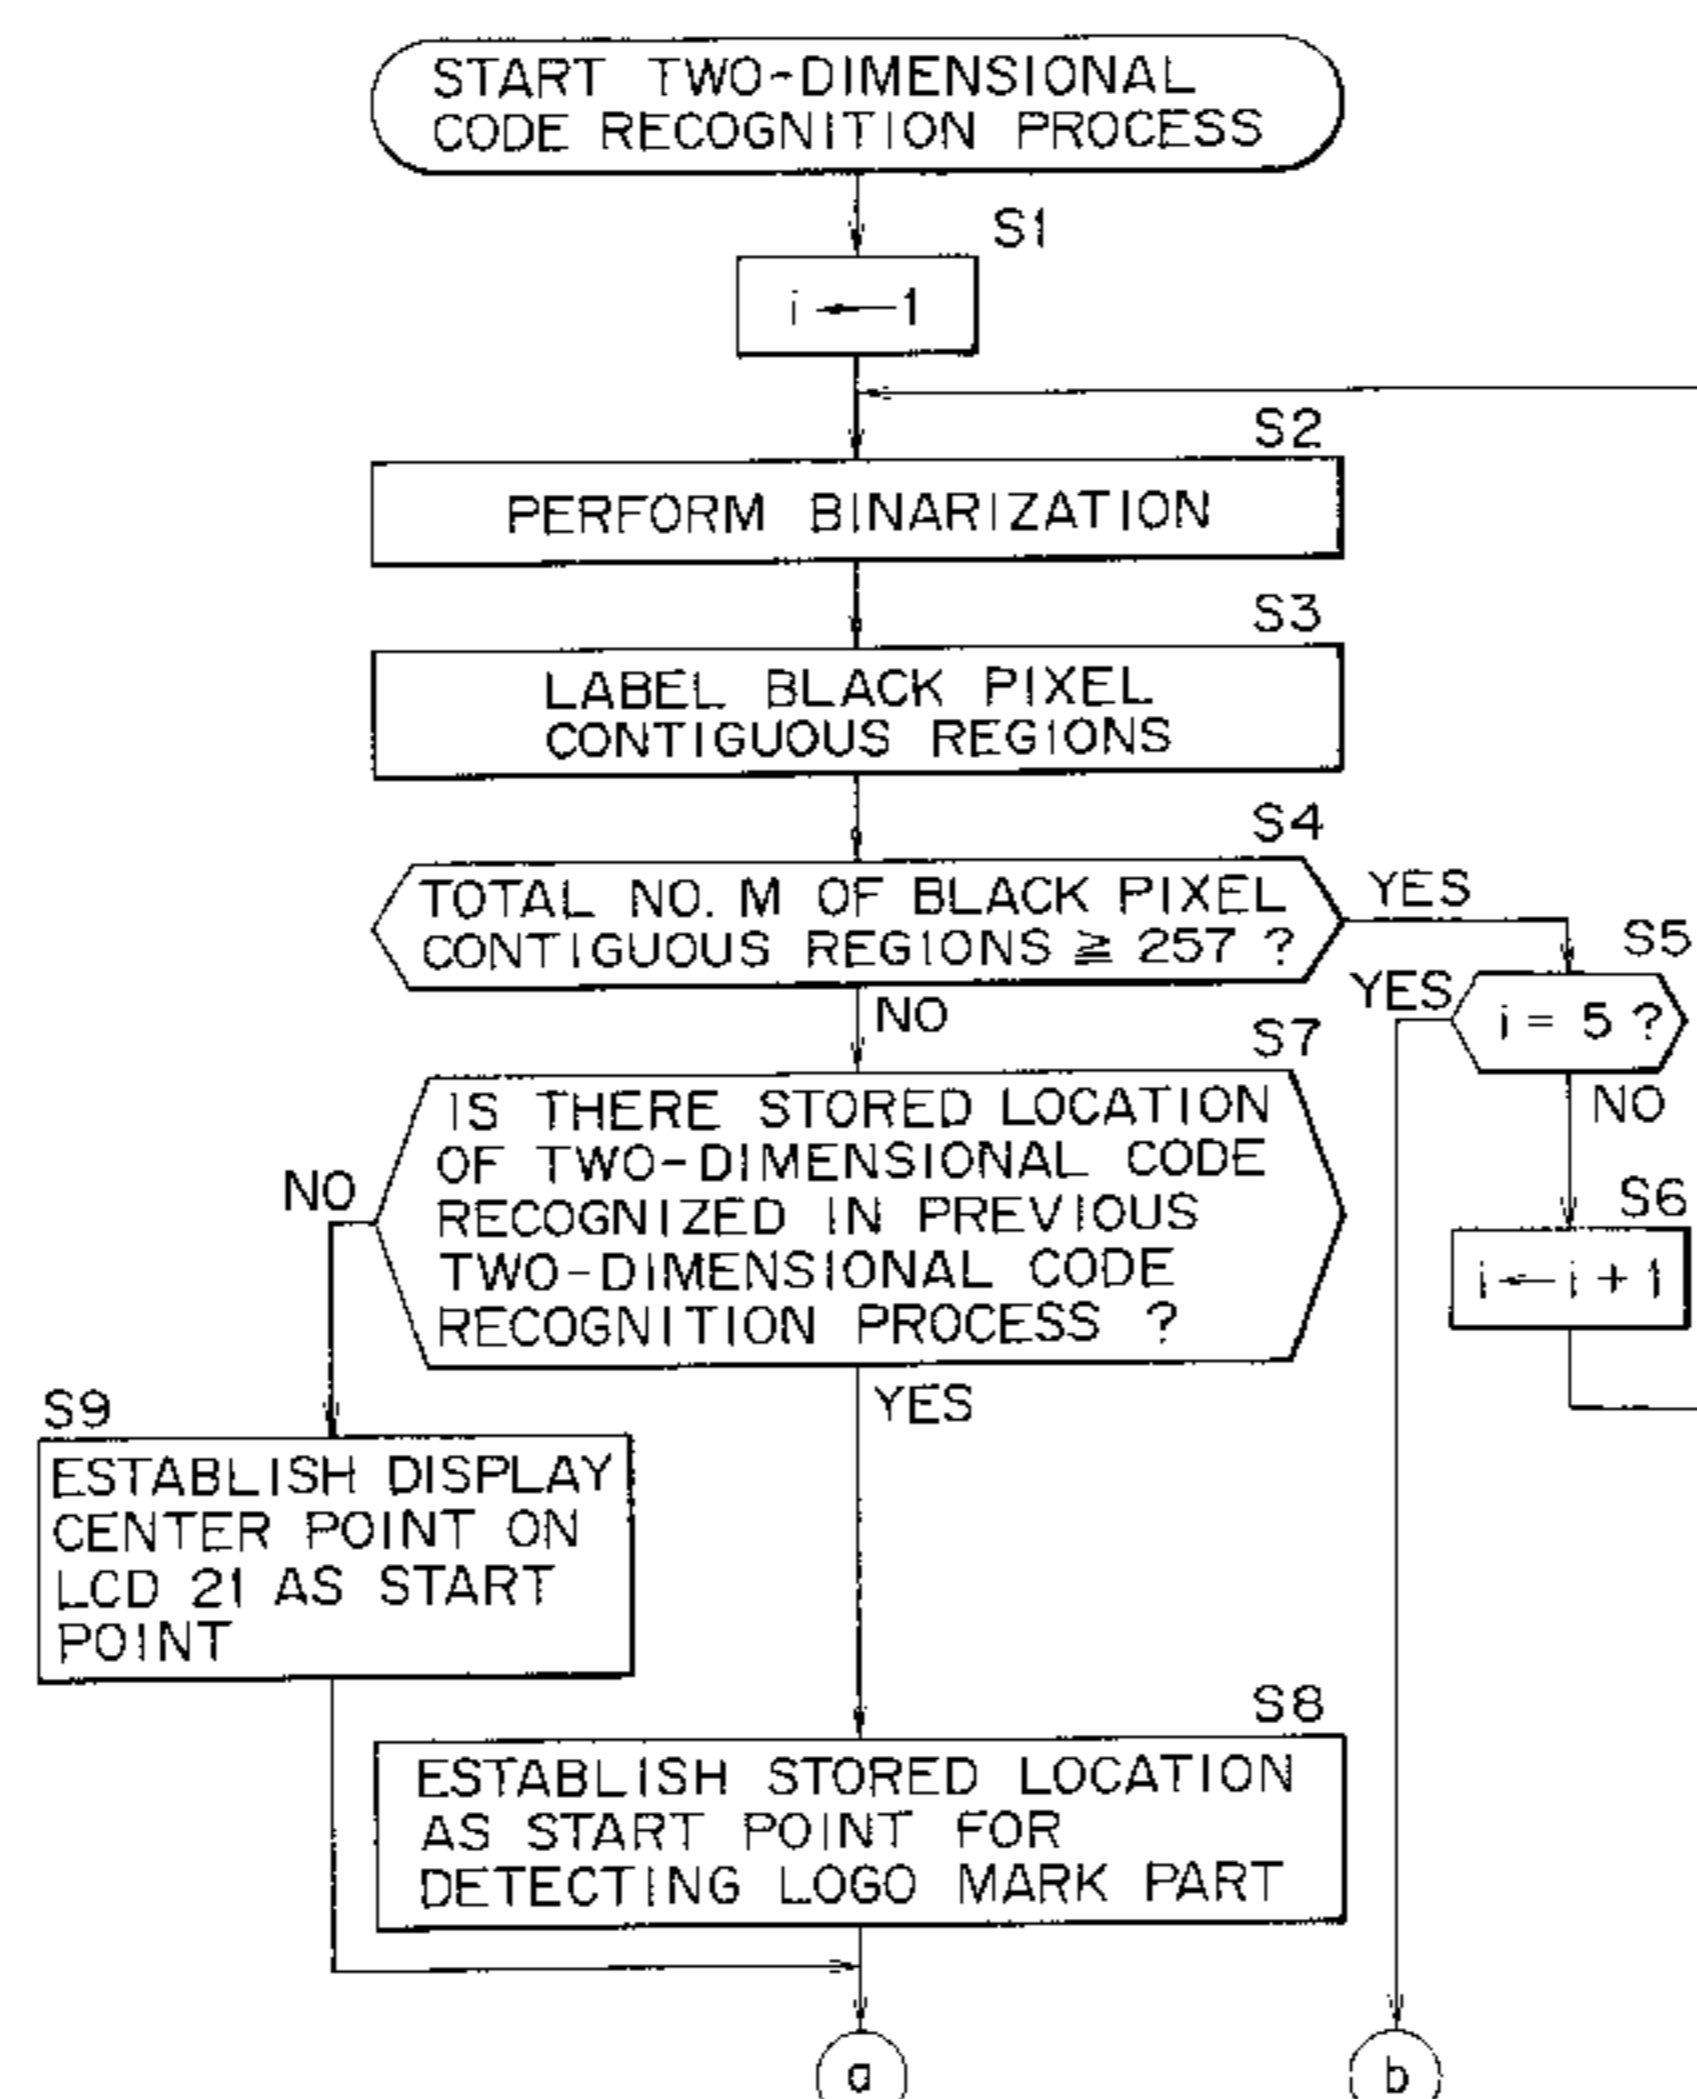 START TWO-DIMENSIONAL
CODE RECOGNITION PROCESS
S1
i ← 1
S2
PERFORM BINARIZATION
S3
LABEL BLACK PIXEL
CONTIGUOUS REGIONS
S4
TOTAL NO. M OF BLACK PIXEL
CONTIGUOUS REGIONS ≧ 257 ?
YES
S5
YES
i = 5 ?
NO
NO
S7
IS THERE STORED LOCATION
OF TWO-DIMENSIONAL CODE
RECOGNIZED IN PREVIOUS
TWO-DIMENSIONAL CODE
RECOGNITION PROCESS ?
NO
S6
i ← i + 1
YES
S9
ESTABLISH DISPLAY
CENTER POINT ON
LCD 21 AS START
POINT
S8
ESTABLISH STORED LOCATION
AS START POINT FOR
DETECTING LOGO MARK PART
a
b